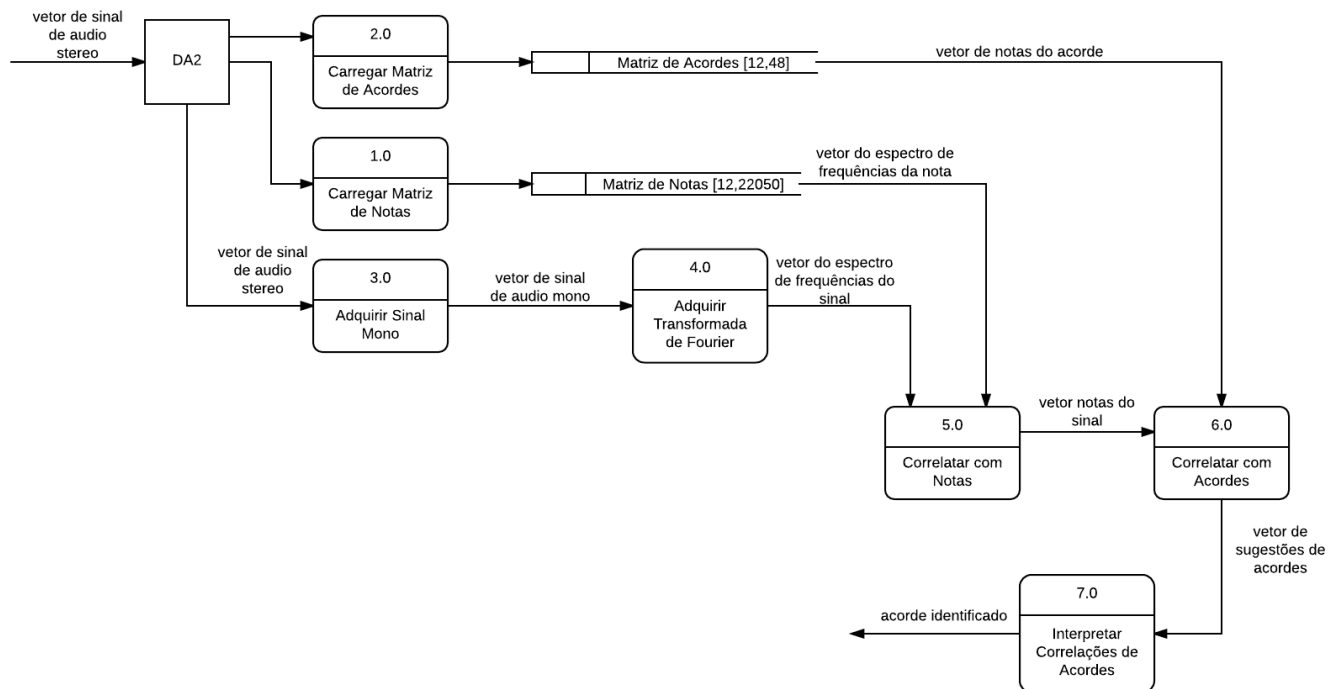 vetor de sinal
de audio
stereo
DA2
2.0
Carregar Matriz
de Acordes
Matriz de Acordes [12,48]
vetor de notas do acorde
1.0
Carregar Matriz
de Notas
Matriz de Notas [12,22050]
vetor do espectro de
frequências da nota
vetor de sinal
de audio
stereo
3.0
Adquirir Sinal
Mono
vetor de sinal
de audio mono
4.0
Adquirir
Transformada
de Fourier
vetor do espectro
de frequências do
sinal
5.0
Correlatar com
Notas
vetor notas do
sinal
6.0
Correlatar com
Acordes
vetor de
sugestões de
acordes
7.0
Interpretar
Correlações de
Acordes
acorde identificado